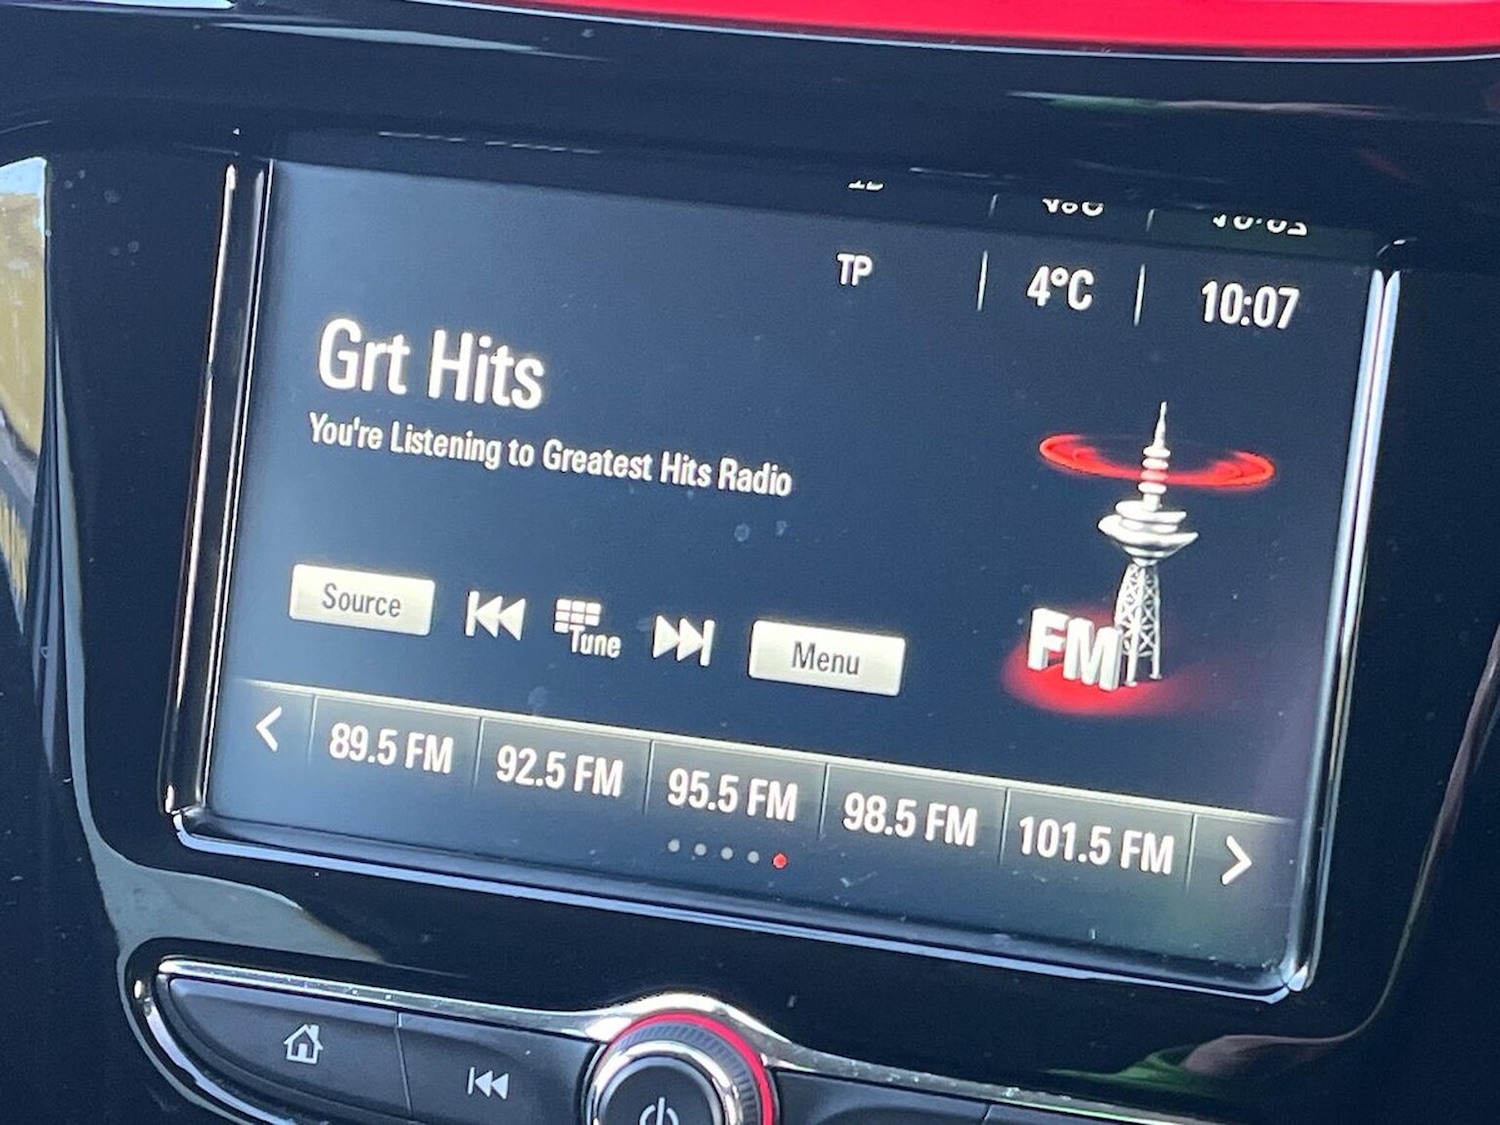 TP 4°C 10:07
Grt Hits
You're Listening to Greatest Hits Radio
Source Tune Menu
FM
89.5 FM 92.5 FM 95.5 FM 98.5 FM 101.5 FM